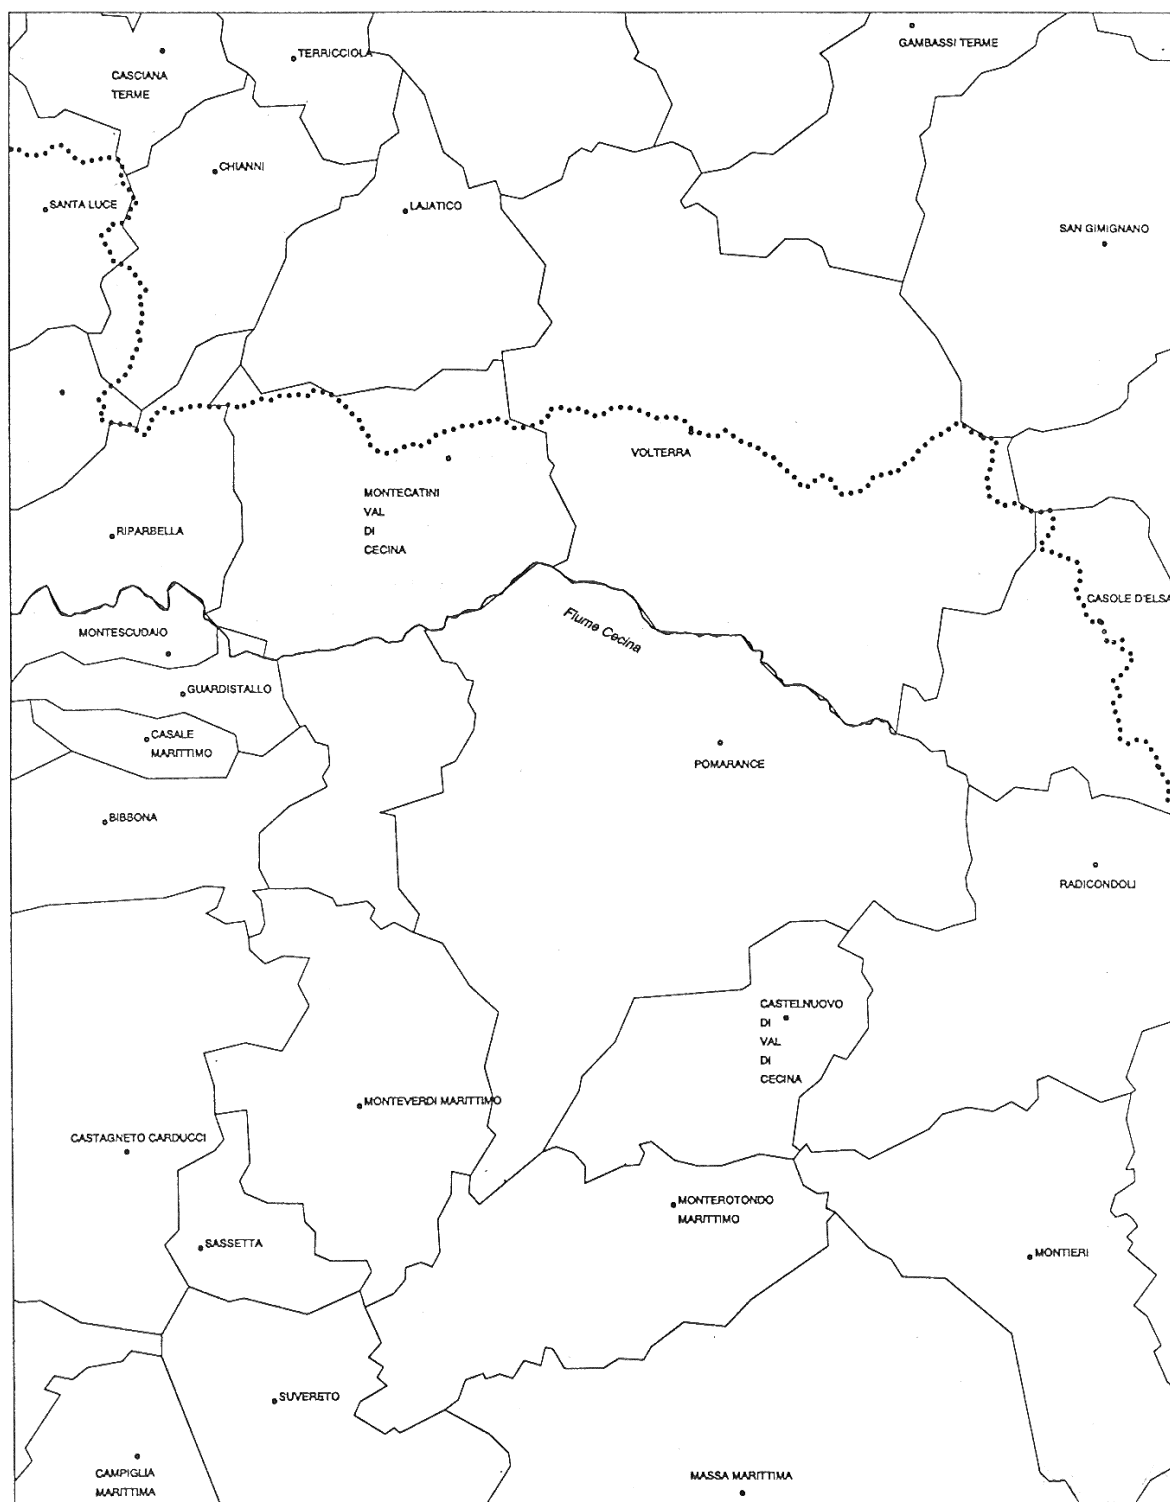 GAMBASSI TERME
TERRICCIOLA
CASCIANA
TERME
CHIANNI
SANTA LUCE
LAJATICO
SAN GIMIGNANO
VOLTERRA
MONTECATINI
VAL
DI
CECINA
RIPARBELLA
CASOLE D'ELSA
Fiume Cecina
MONTESCUDAIO
GUARDISTALLO
CASALE
MARITTIMO
POMARANCE
BIBBONA
RADICONDOLI
CASTELNUOVO
DI
VAL
DI
CECINA
MONTEVERDI MARITTIMO
CASTAGNETO CARDUCCI
MONTEROTONDO
MARITTIMO
SASSETTA
MONTIERI
SUVERETO
CAMPIGLIA
MARITTIMA
MASSA MARITTIMA